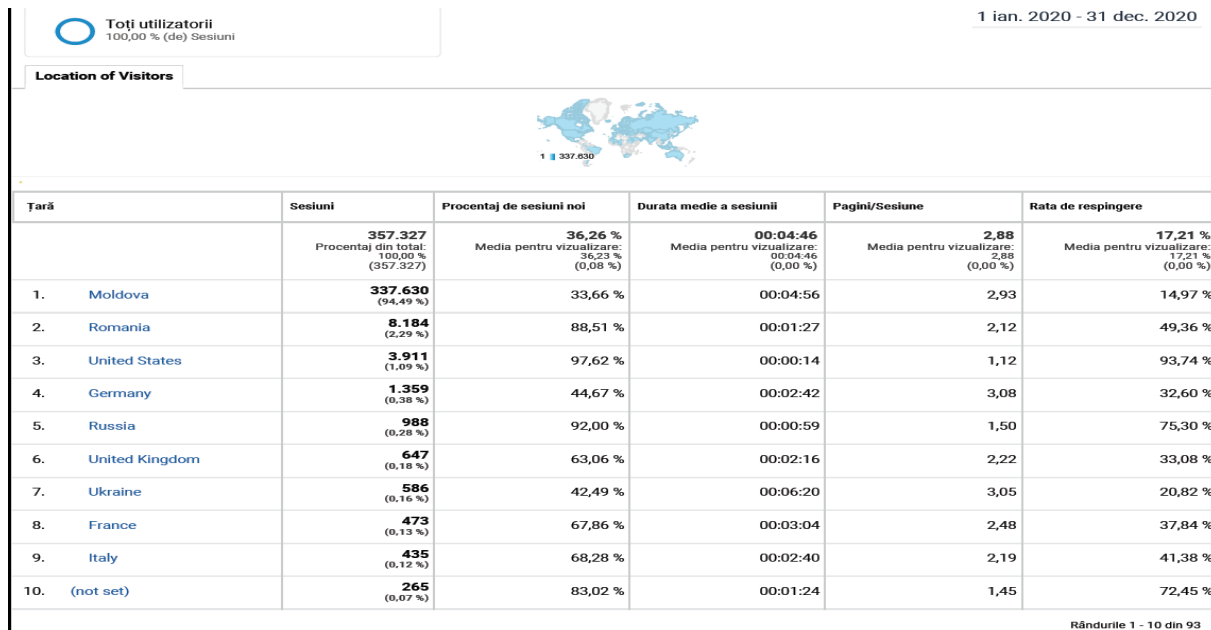 Toți utilizatorii
100,00 % (de) Sesiuni
1 ian. 2020 - 31 dec. 2020
Location of Visitors
1 337.630
Țară Sesiuni Procentaj de sesiuni noi Durata medie a sesiunii Pagini/Sesiune Rata de respingere
357.327 36,26 % 00:04:46 2,88 17,21 %
Procentaj din total: Media pentru vizualizare: Media pentru vizualizare: Media pentru vizualizare: Media pentru vizualizare:
100,00 % 36,23 % 00:04:46 2,88 17,21 %
(357.327) (0,08 %) (0,00 %) (0,00 %) (0,00 %)
1. Moldova 337.630 33,66 % 00:04:56 2,93 14,97 %
(94,49 %)
2. Romania 8.184 88,51 % 00:01:27 2,12 49,36 %
(2,29 %)
3. United States 3.911 97,62 % 00:00:14 1,12 93,74 %
(1,09 %)
4. Germany 1.359 44,67 % 00:02:42 3,08 32,60 %
(0,38 %)
5. Russia 988 92,00 % 00:00:59 1,50 75,30 %
(0,28 %)
6. United Kingdom 647 63,06 % 00:02:16 2,22 33,08 %
(0,18 %)
7. Ukraine 586 42,49 % 00:06:20 3,05 20,82 %
(0,16 %)
8. France 473 67,86 % 00:03:04 2,48 37,84 %
(0,13 %)
9. Italy 435 68,28 % 00:02:40 2,19 41,38 %
(0,12 %)
10. (not set) 265 83,02 % 00:01:24 1,45 72,45 %
(0,07 %)
Rândurile 1 - 10 din 93